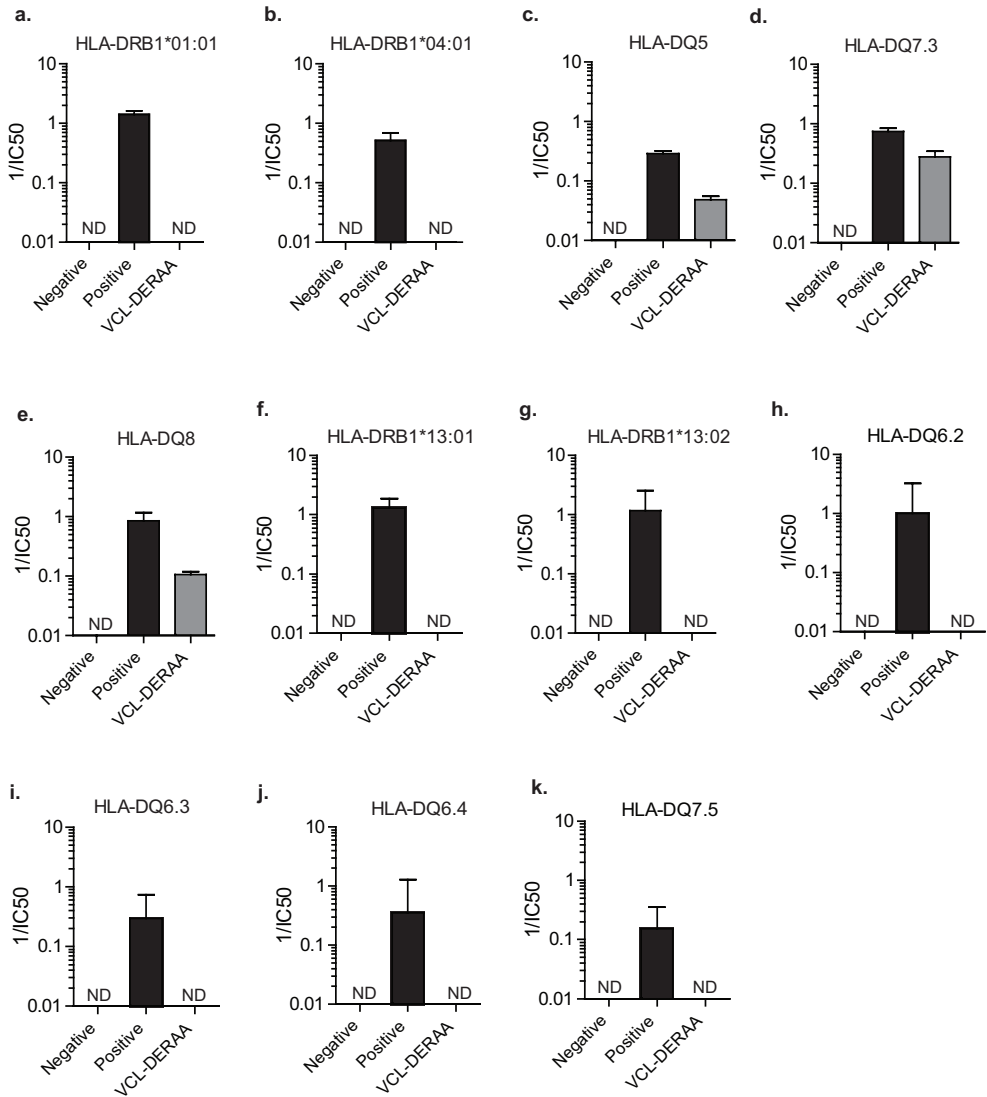 a.
HLA-DRB1*01:01
10
1
0.1
0.01
1/IC50
ND
ND
Negative
Positive
VCL-DERAA
b.
HLA-DRB1*04:01
10
1
0.1
0.01
1/IC50
ND
ND
Negative
Positive
VCL-DERAA
c.
HLA-DQ5
10
1
0.1
0.01
1/IC50
ND
Negative
Positive
VCL-DERAA
d.
HLA-DQ7.3
10
1
0.1
0.01
1/IC50
ND
Negative
Positive
VCL-DERAA
e.
HLA-DQ8
10
1
0.1
0.01
1/IC50
ND
Negative
Positive
VCL-DERAA
f.
HLA-DRB1*13:01
10
1
0.1
0.01
1/IC50
ND
ND
Negative
Positive
VCL-DERAA
g.
HLA-DRB1*13:02
10
1
0.1
0.01
1/IC50
ND
ND
Negative
Positive
VCL-DERAA
h.
HLA-DQ6.2
10
1
0.1
0.01
1/IC50
ND
ND
Negative
Positive
VCL-DERAA
i.
HLA-DQ6.3
10
1
0.1
0.01
1/IC50
ND
ND
Negative
Positive
VCL-DERAA
j.
HLA-DQ6.4
10
1
0.1
0.01
1/IC50
ND
ND
Negative
Positive
VCL-DERAA
k.
HLA-DQ7.5
10
1
0.1
0.01
1/IC50
ND
ND
Negative
Positive
VCL-DERAA